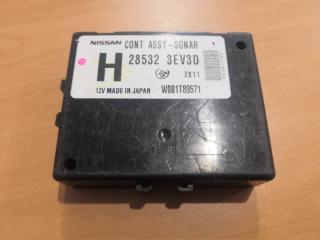 NISSAN CONT ASSY-SONAR
H 28532 3EV3D
2X11
12V MADE IN JAPAN W001T89571